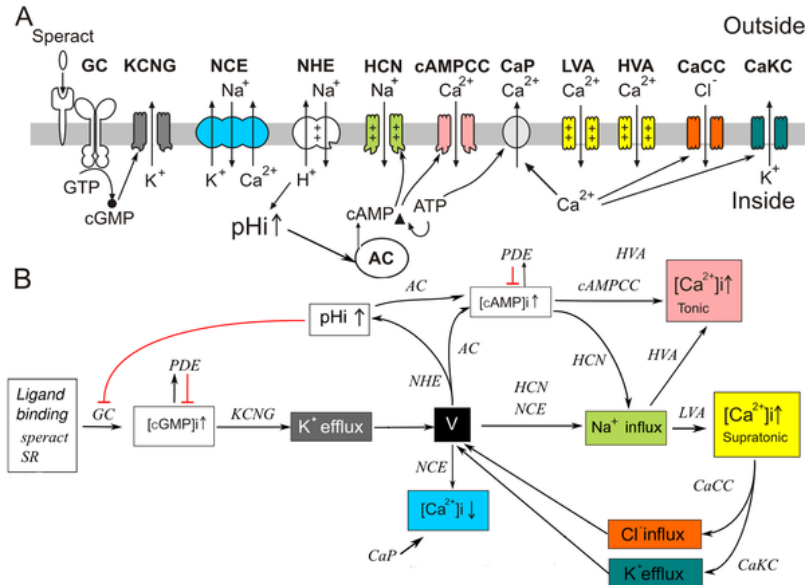 A
Outside
Speract
GC KCNG NCE NHE HCN cAMPCC CaP LVA HVA CaCC CaKC
Na⁺ Na⁺ Na⁺ Ca²⁺ Ca²⁺ Ca²⁺ Ca²⁺ Cl⁻
GTP K⁺ K⁺ Ca²⁺ H⁺ K⁺
cGMP cAMP ATP Ca²⁺ Inside
pHi↑
AC
B
PDE HVA
AC cAMPCC [Ca²⁺]i↑
pHi ↑ [cAMP]i↑ Tonic
AC
PDE NHE HCN HVA
Ligand
binding
speract
SR
GC [cGMP]i↑ KCNG K⁺ efflux V HCN
NCE Na⁺ influx LVA [Ca²⁺]i↑
Supratonic
NCE
[Ca²⁺]i↓ CaCC
CaP Cl⁻influx
K⁺efflux CaKC